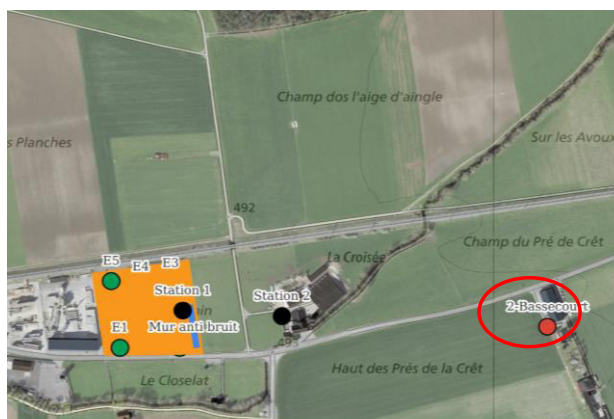 Champ dos l'aige d'aingle
s Planches
Sur les Avoux
492
E5
E4
E3
La Croisée
Champ du Pré de Crêt
Station 1
Station 2
2-Bassecourt
E1
Mur anti bruit
Le Closelat
Haut des Prés de la Crêt